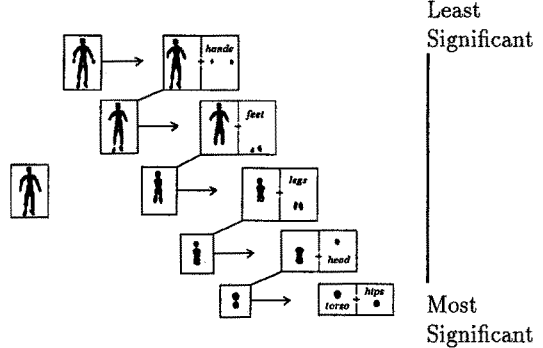 Least
Significant
hands
feet
legs
head
torso
hips
Most
Significant